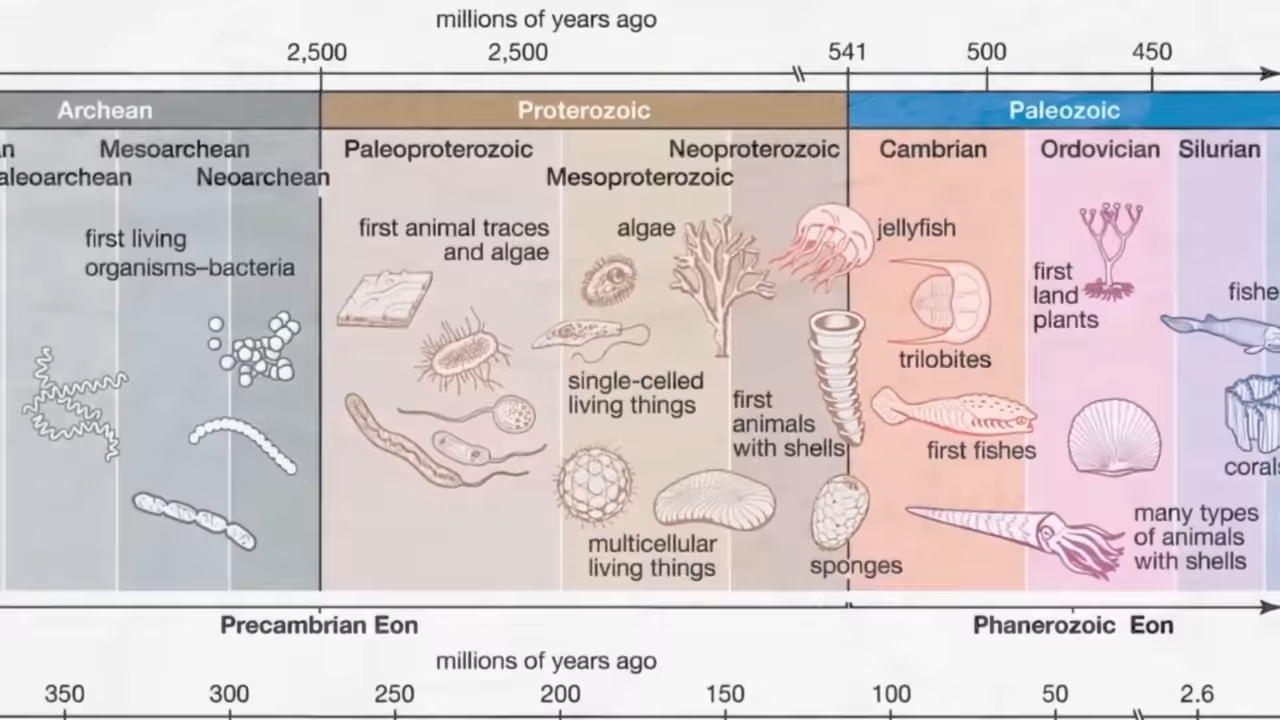 millions of years ago
2,500 2,500 541 500 450
Archean Proterozoic Paleozoic
Mesoarchean Paleoproterozoic Neoproterozoic Cambrian Ordovician Silurian
aleoarchean Neoarchean Mesoproterozoic
first living
organisms–bacteria
first animal traces
and algae
algae
single-celled
living things
multicellular
living things
first
animals
with shells
sponges
jellyfish
trilobites
first fishes
first
land
plants
many types
of animals
with shells
fishe
corals
Precambrian Eon Phanerozoic Eon
millions of years ago
350 300 250 200 150 100 50 2.6